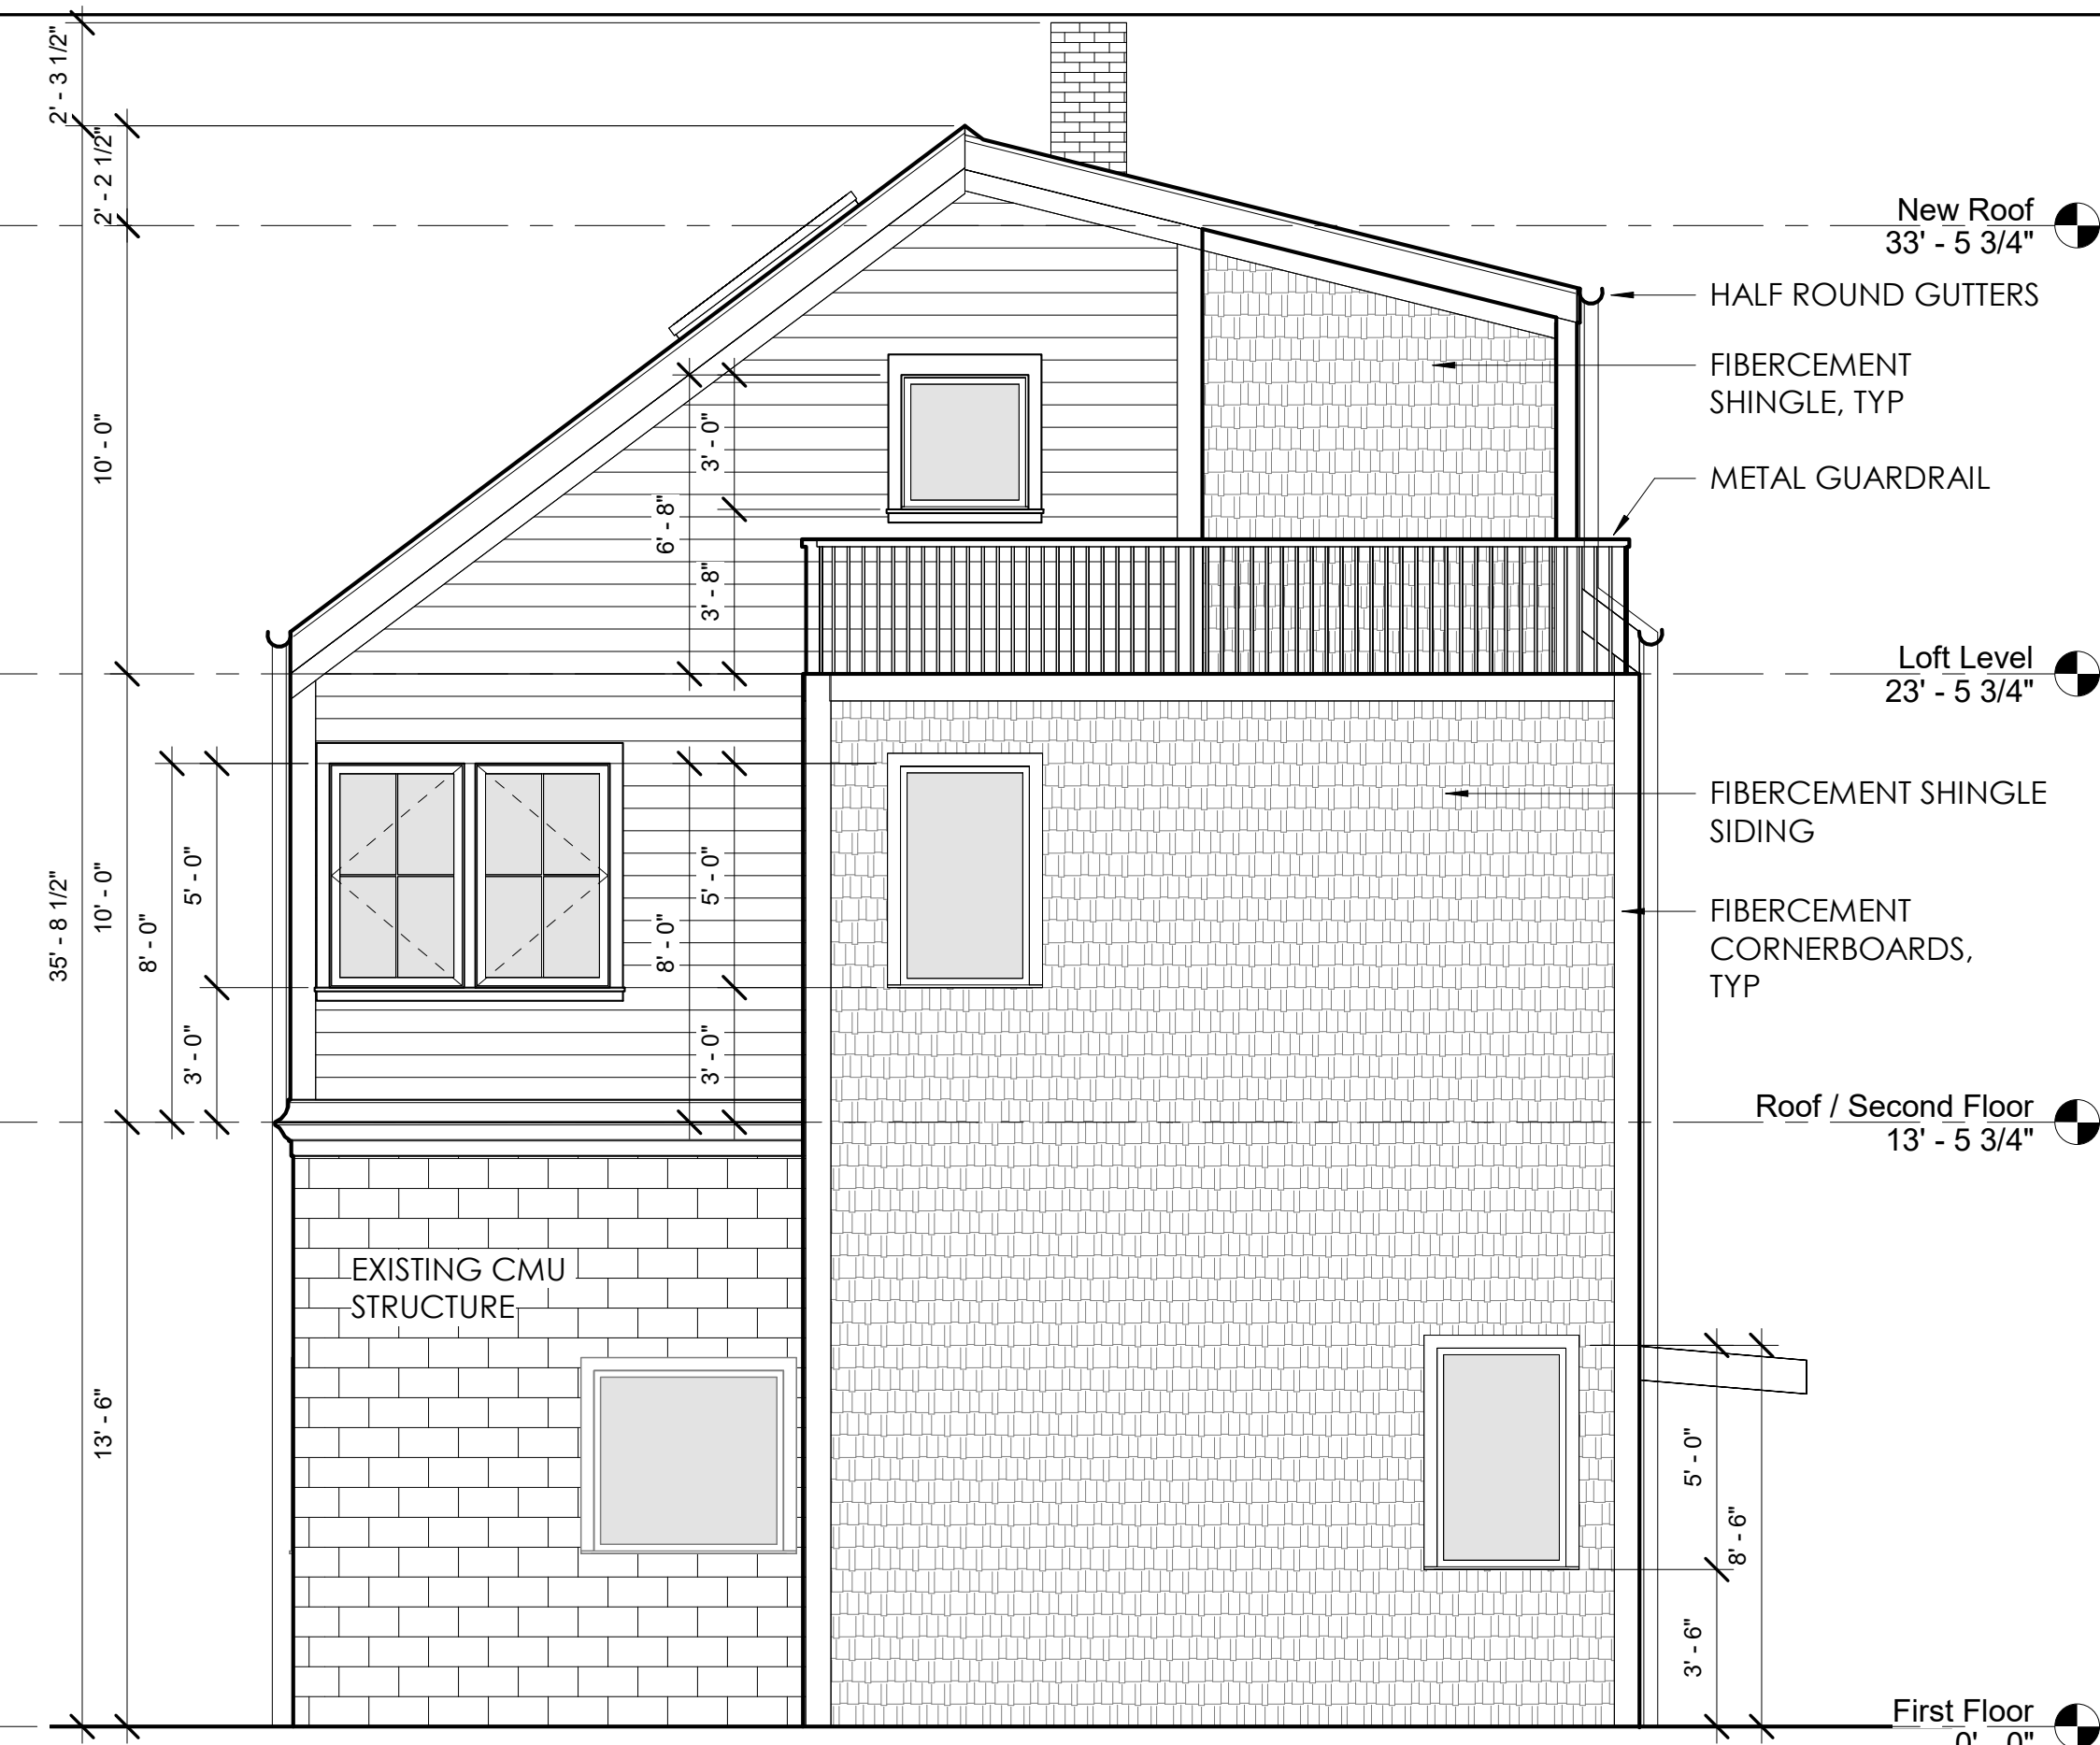 2' - 3 1/2"
2' - 2 1/2"
10' - 0"
35' - 8 1/2"
10' - 0"
8' - 0"
5' - 0"
3' - 0"
13' - 6"
3' - 0"
6' - 8"
3' - 8"
5' - 0"
8' - 0"
3' - 0"
EXISTING CMU
STRUCTURE
New Roof
33' - 5 3/4"
HALF ROUND GUTTERS
FIBERCEMENT
SHINGLE, TYP
METAL GUARDRAIL
Loft Level
23' - 5 3/4"
FIBERCEMENT SHINGLE
SIDING
FIBERCEMENT
CORNERBOARDS,
TYP
Roof / Second Floor
13' - 5 3/4"
5' - 0"
8' - 6"
3' - 6"
First Floor
0' - 0"